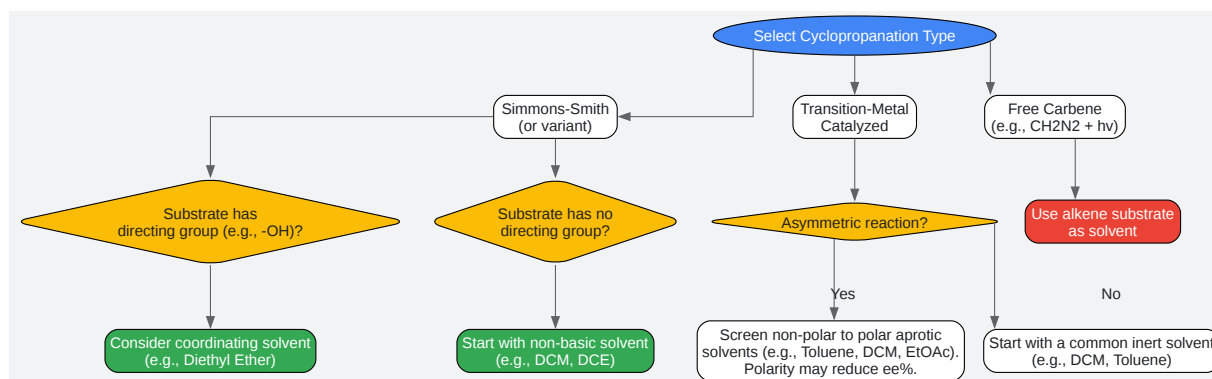 Select Cyclopropanation Type
Simmons-Smith
(or variant)
Transition-Metal
Catalyzed
Free Carbene
(e.g., CH2N2 + hv)
Substrate has
directing group (e.g., -OH)?
Substrate has no
directing group?
Asymmetric reaction?
Use alkene substrate
as solvent
Yes
No
Consider coordinating solvent
(e.g., Diethyl Ether)
Start with non-basic solvent
(e.g., DCM, DCE)
Screen non-polar to polar aprotic
solvents (e.g., Toluene, DCM, EtOAc).
Polarity may reduce ee%.
Start with a common inert solvent
(e.g., DCM, Toluene)